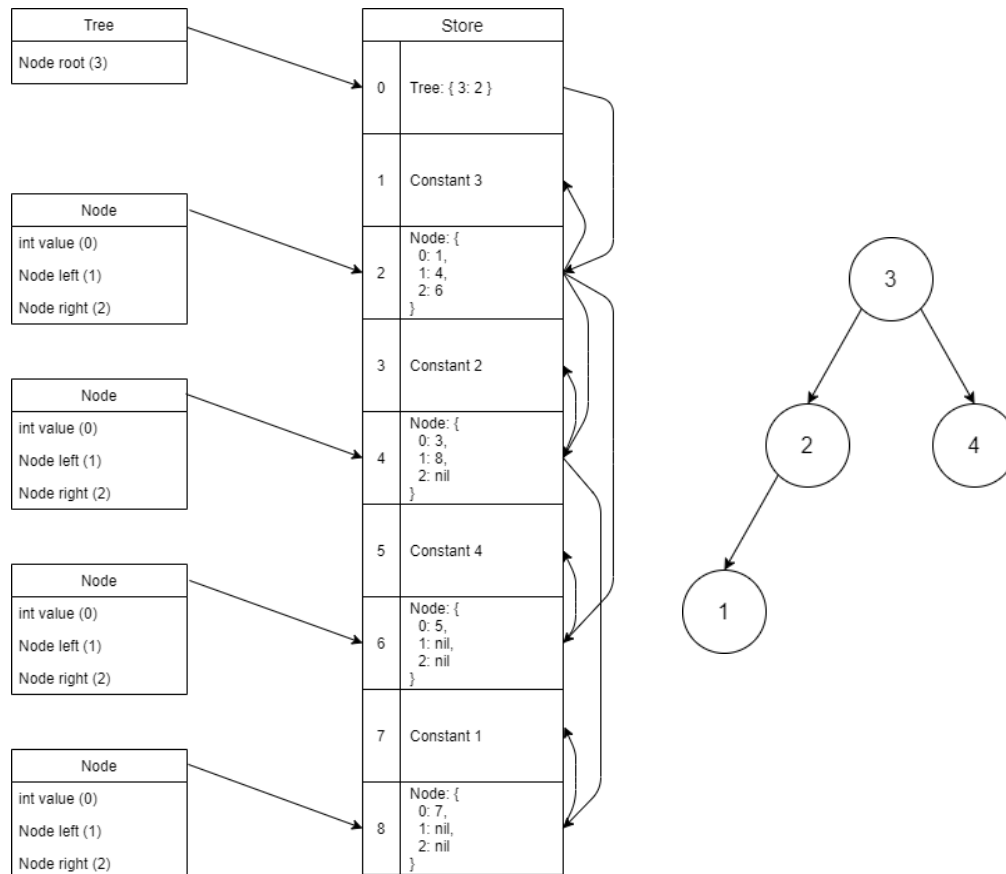 Tree
Node root (3)
Node
int value (0)
Node left (1)
Node right (2)
Node
int value (0)
Node left (1)
Node right (2)
Node
int value (0)
Node left (1)
Node right (2)
Node
int value (0)
Node left (1)
Node right (2)
Store
0
Tree: { 3: 2 }
1
Constant 3
2
Node: {
0: 1,
1: 4,
2: 6
}
3
Constant 2
4
Node: {
0: 3,
1: 8,
2: nil
}
5
Constant 4
6
Node: {
0: 5,
1: nil,
2: nil
}
7
Constant 1
8
Node: {
0: 7,
1: nil,
2: nil
}
3
2
4
1